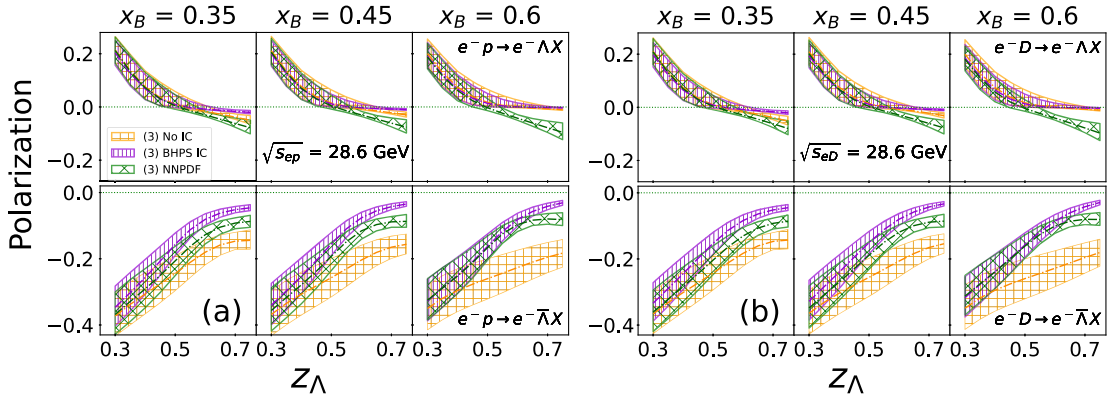 x_B = 0.35 x_B = 0.45 x_B = 0.6 x_B = 0.35 x_B = 0.45 x_B = 0.6
0.2
e⁻p→e⁻ΛX
e⁻D→e⁻ΛX
0.2
0.0
0.0
(3) No IC
(3) BHPS IC
(3) NNPDF
√s_ep = 28.6 GeV
√s_eD = 28.6 GeV
−0.2
−0.2
Polarization
0.0
0.0
−0.2
−0.2
(a)
(b)
e⁻p→e⁻Λ̅X
e⁻D→e⁻Λ̅X
−0.4
−0.4
0.3 0.5 0.7 0.3 0.5 0.7 0.3 0.5 0.7
0.3 0.5 0.7 0.3 0.5 0.7 0.3 0.5 0.7
z_Λ
z_Λ